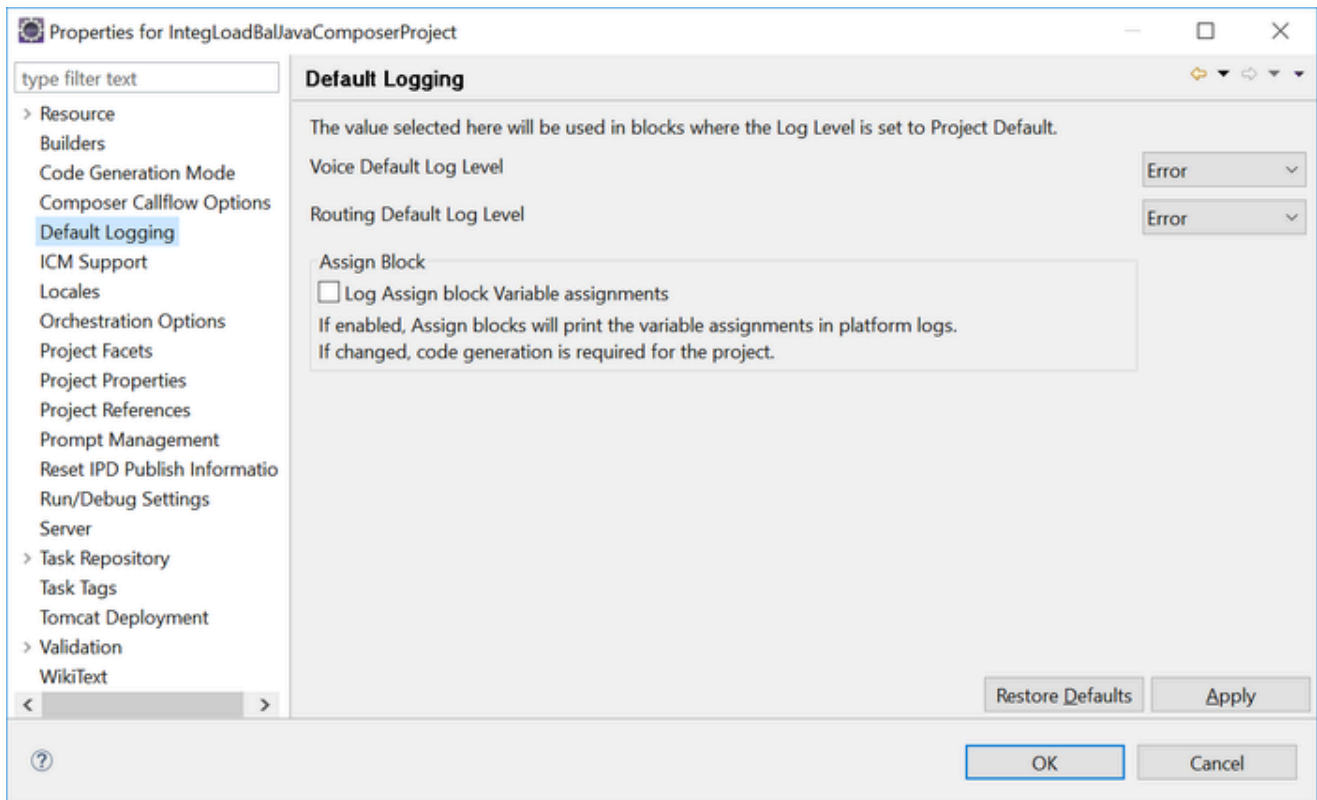 Properties for IntegLoadBalJavaComposerProject
type filter text
Resource
Builders
Code Generation Mode
Composer Callflow Options
Default Logging
ICM Support
Locales
Orchestration Options
Project Facets
Project Properties
Project References
Prompt Management
Reset IPD Publish Informatio
Run/Debug Settings
Server
Task Repository
Task Tags
Tomcat Deployment
Validation
WikiText
Default Logging
The value selected here will be used in blocks where the Log Level is set to Project Default.
Voice Default Log Level
Error
Routing Default Log Level
Error
Assign Block
Log Assign block Variable assignments
If enabled, Assign blocks will print the variable assignments in platform logs.
If changed, code generation is required for the project.
Restore Defaults
Apply
OK
Cancel